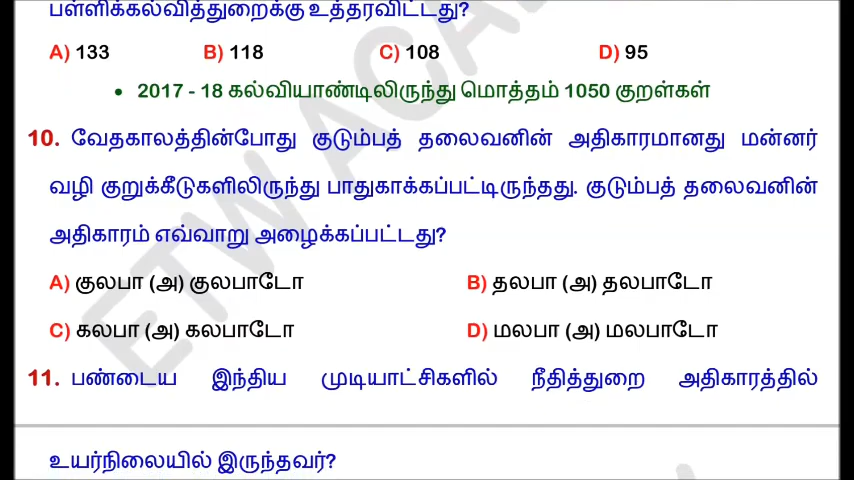 பள்ளிக்கல்வித்துறைக்கு உத்தரவிட்டது?
A) 133 B) 118 C) 108 D) 95
• 2017 - 18 கல்வியாண்டிலிருந்து மொத்தம் 1050 குறள்கள்
10. வேதகாலத்தின்போது குடும்பத் தலைவனின் அதிகாரமானது மன்னர்
வழி குறுக்கீடுகளிலிருந்து பாதுகாக்கப்பட்டிருந்தது. குடும்பத் தலைவனின்
அதிகாரம் எவ்வாறு அழைக்கப்பட்டது?
A) குலபா (அ) குலபாடோ B) தலபா (அ) தலபாடோ
C) கலபா (அ) கலபாடோ D) மலபா (அ) மலபாடோ
11. பண்டைய இந்திய முடியாட்சிகளில் நீதித்துறை அதிகாரத்தில்
உயர்நிலையில் இருந்தவர்?
ETW ACA